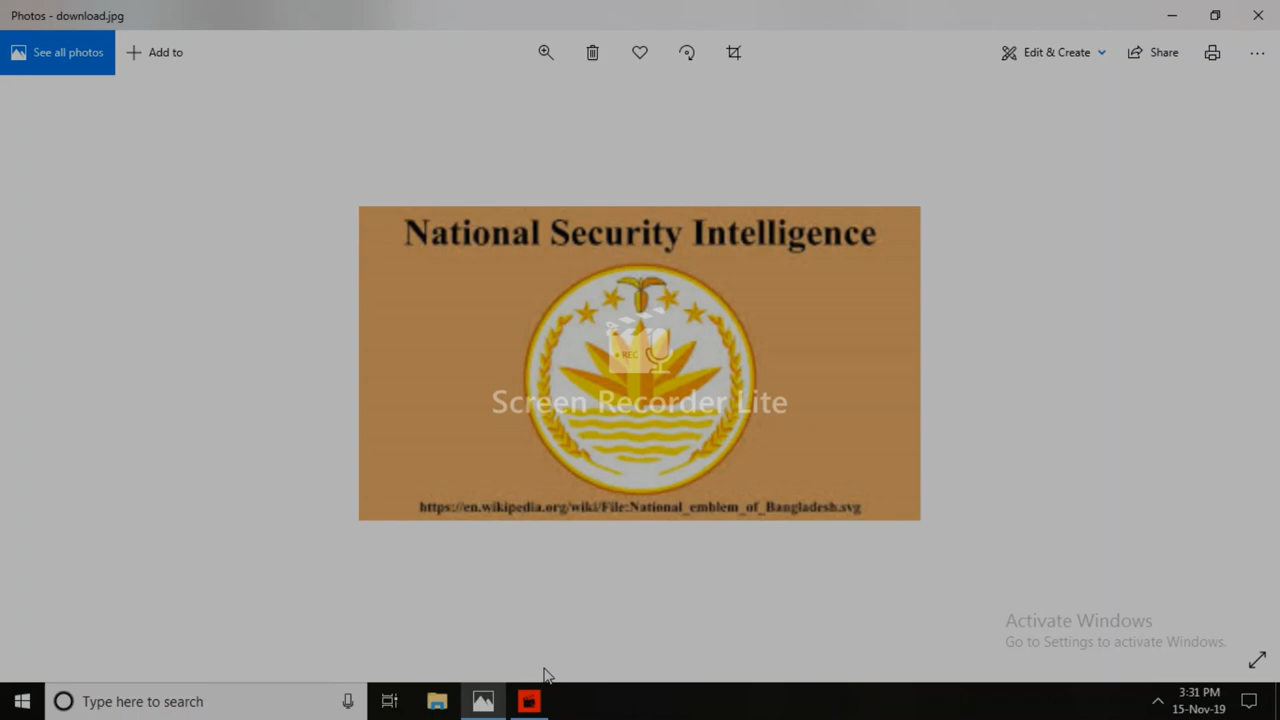 Photos - download.jpg
See all photos
Add to
Edit & Create
Share
National Security Intelligence
REC
Screen Recorder Lite
https://en.wikipedia.org/wiki/File:National_emblem_of_Bangladesh.svg
Activate Windows
Go to Settings to activate Windows.
Type here to search
3:31 PM
15-Nov-19